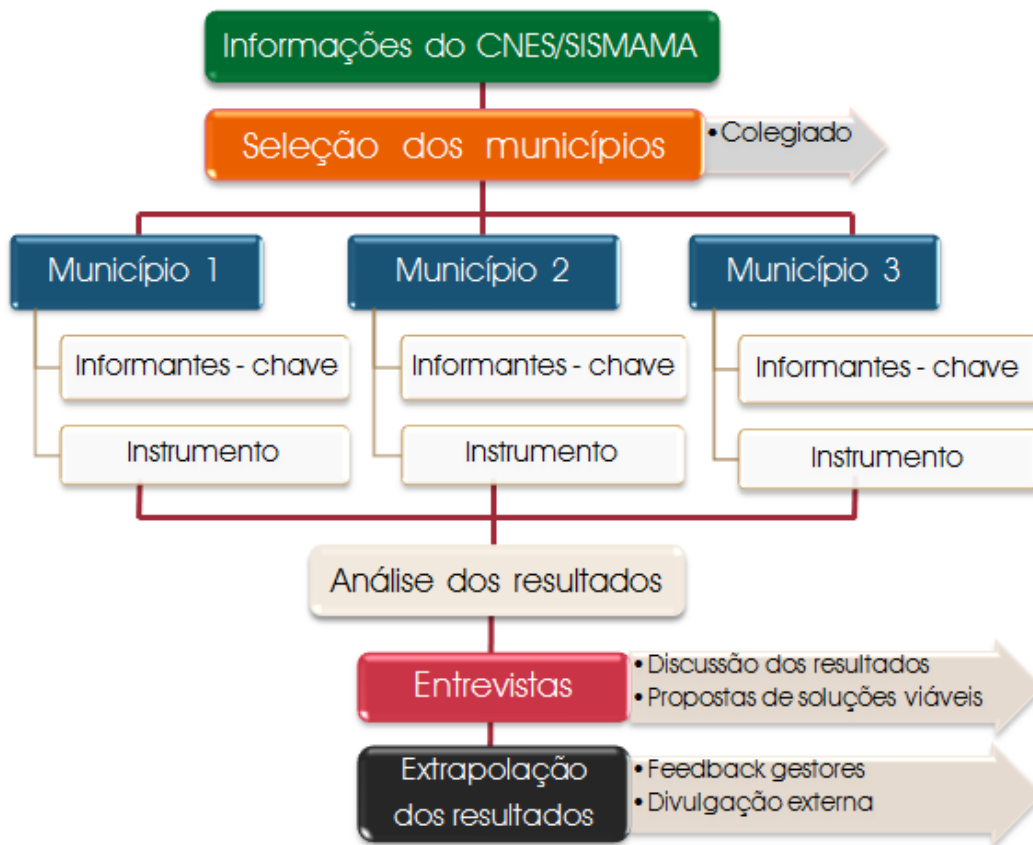 Informações do CNES/SISMAMA
Seleção dos municípios
• Colegiado
Município 1
Município 2
Município 3
Informantes - chave
Informantes - chave
Informantes - chave
Instrumento
Instrumento
Instrumento
Análise dos resultados
Entrevistas
• Discussão dos resultados
• Propostas de soluções viáveis
Extrapolação
dos resultados
• Feedback gestores
• Divulgação externa